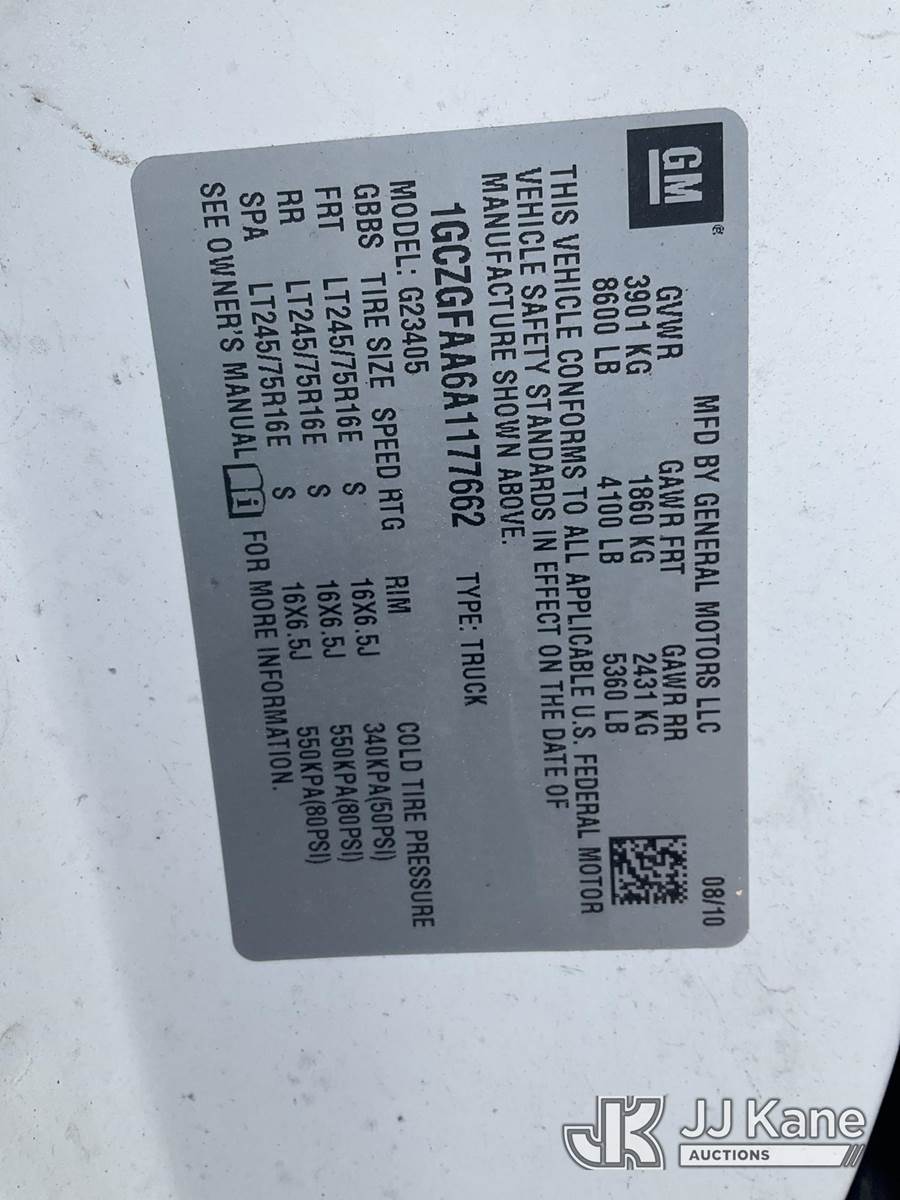 GM
MFD BY GENERAL MOTORS LLC 08/10
GVWR GAWR FRT GAWR RR
3901 KG 1860 KG 2431 KG
8600 LB 4100 LB 5360 LB
THIS VEHICLE CONFORMS TO ALL APPLICABLE U.S. FEDERAL MOTOR
VEHICLE SAFETY STANDARDS IN EFFECT ON THE DATE OF
MANUFACTURE SHOWN ABOVE.
1GCZGFAA6A1177662 TYPE: TRUCK
MODEL: G23405
GBBS TIRE SIZE SPEED RTG RIM COLD TIRE PRESSURE
FRT LT245/75R16E S 16X6.5J 340KPA(50PSI)
RR LT245/75R16E S 16X6.5J 550KPA(80PSI)
SPA LT245/75R16E S 16X6.5J 550KPA(80PSI)
SEE OWNER'S MANUAL i FOR MORE INFORMATION.
JK JJ Kane
AUCTIONS